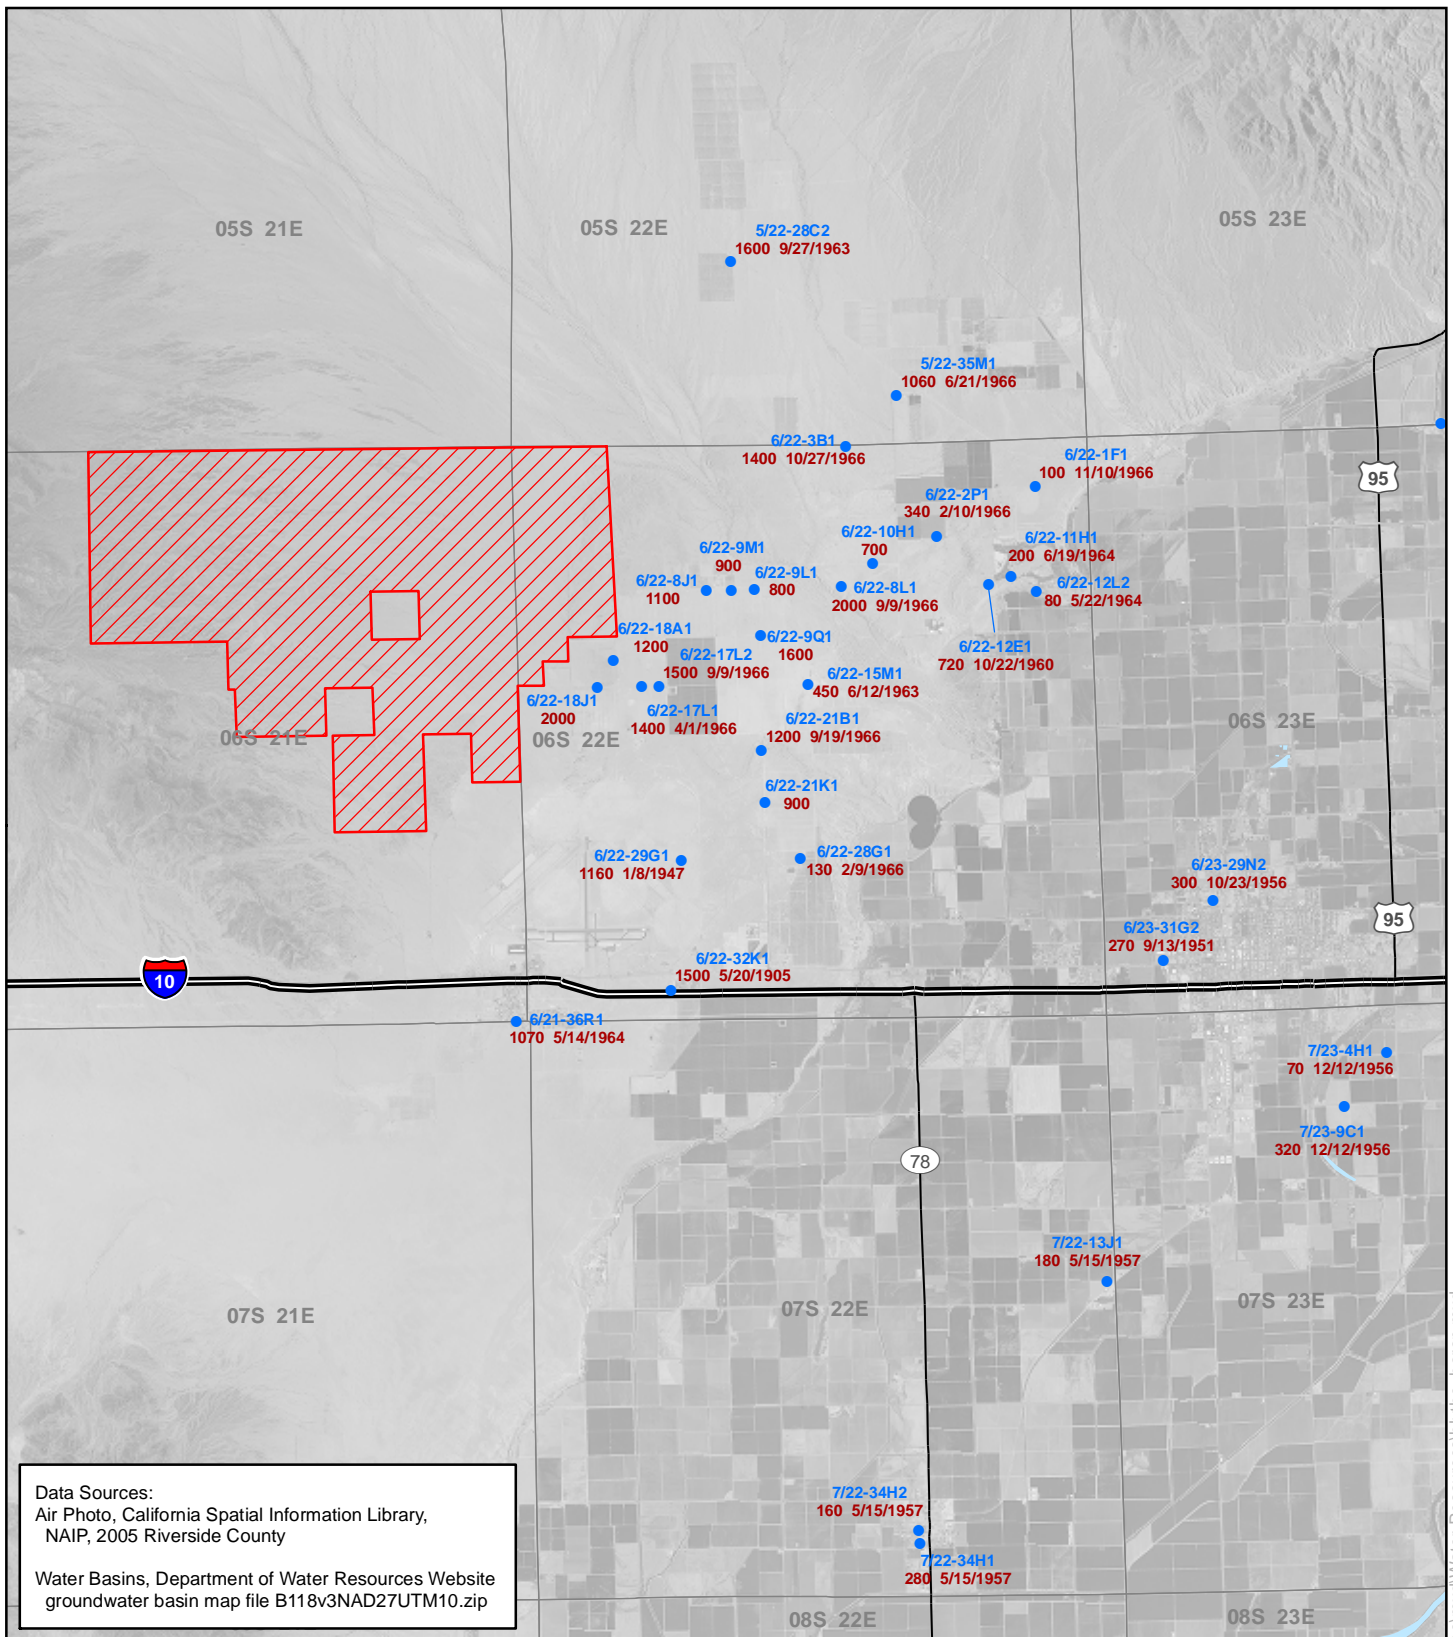 05S 21E
05S 22E
05S 23E
5/22-28C2
1600 9/27/1963
5/22-35M1
1060 6/21/1966
6/22-3B1
1400 10/27/1966
6/22-1F1
100 11/10/1966
95
6/22-2P1
340 2/10/1966
6/22-10H1
700
6/22-11H1
200 6/19/1964
6/22-9M1
900
6/22-9L1
800
6/22-8J1
1100
6/22-8L1
2000 9/9/1966
6/22-12L2
80 5/22/1964
6/22-18A1
1200
6/22-9Q1
1600
6/22-12E1
720 10/22/1960
6/22-17L2
1500 9/9/1966
6/22-15M1
450 6/12/1963
6/22-18J1
2000
6/22-17L1
1400 4/1/1966
6/22-21B1
1200 9/19/1966
06S 21E
06S 22E
06S 23E
6/22-21K1
900
6/22-29G1
1160 1/8/1947
6/22-28G1
130 2/9/1966
6/23-29N2
300 10/23/1956
95
6/23-31G2
270 9/13/1951
6/22-32K1
1500 5/20/1905
10
6/21-36R1
1070 5/14/1964
7/23-4H1
70 12/12/1956
7/23-9C1
320 12/12/1956
78
7/22-13J1
180 5/15/1957
07S 21E
07S 22E
07S 23E
7/22-34H2
160 5/15/1957
7/22-34H1
280 5/15/1957
08S 22E
08S 23E
Data Sources:
Air Photo, California Spatial Information Library,
NAIP, 2005 Riverside County
Water Basins, Department of Water Resources Website
groundwater basin map file B118v3NAD27UTM10.zip